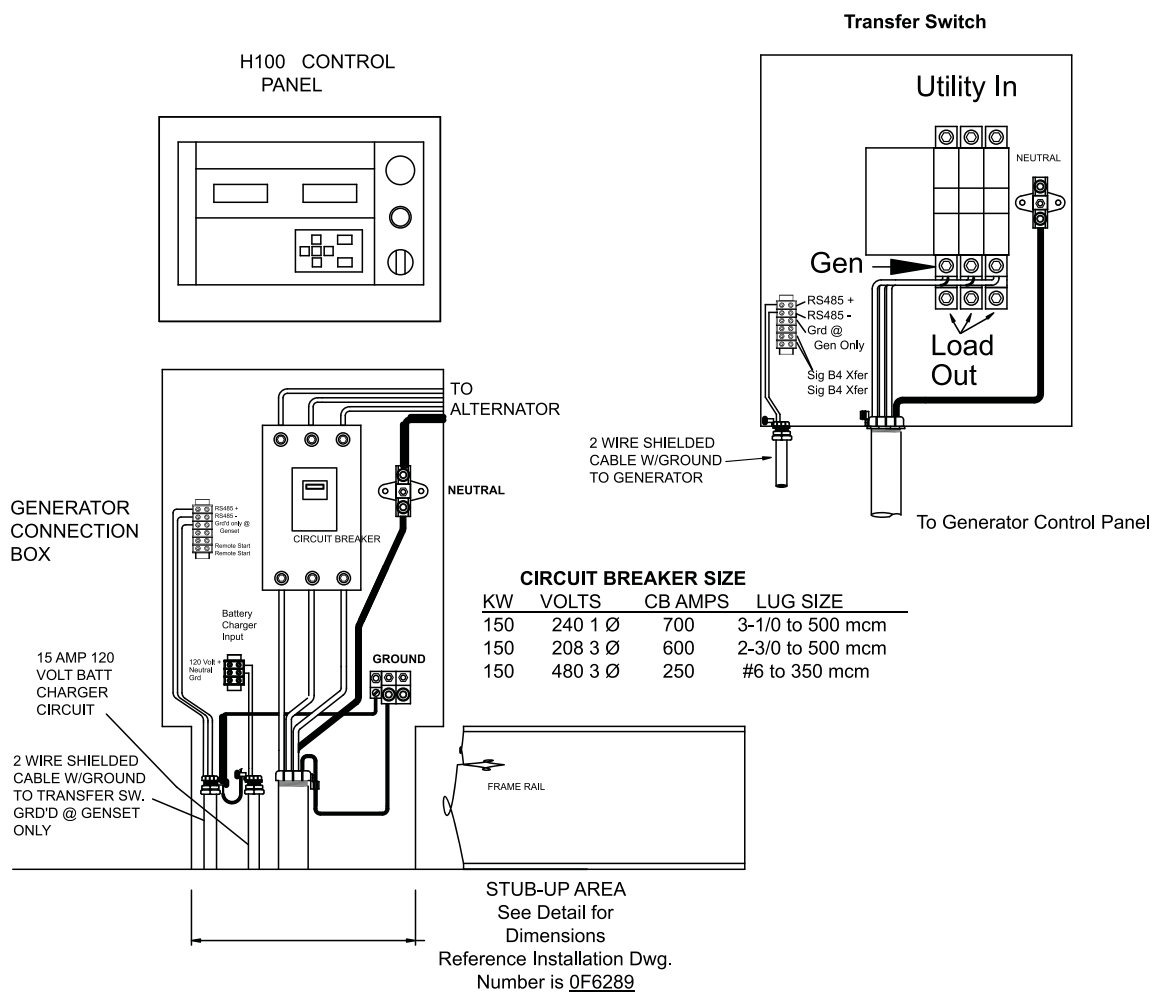 Transfer Switch
H100 CONTROL
PANEL
Utility In
NEUTRAL
Gen
RS485 +
RS485 -
Grd @
Gen Only
Sig B4 Xfer
Sig B4 Xfer
Load
Out
2 WIRE SHIELDED
CABLE W/GROUND
TO GENERATOR
To Generator Control Panel
TO
ALTERNATOR
NEUTRAL
GENERATOR
CONNECTION
BOX
RS485 +
RS485 -
Grd'd only @
Genset
Remote Start
Remote Start
CIRCUIT BREAKER
CIRCUIT BREAKER SIZE
KW VOLTS CB AMPS LUG SIZE
150 240 1 Ø 700 3-1/0 to 500 mcm
150 208 3 Ø 600 2-3/0 to 500 mcm
150 480 3 Ø 250 #6 to 350 mcm
Battery
Charger
Input
120 Volt +
Neutral
Grd
GROUND
15 AMP 120
VOLT BATT
CHARGER
CIRCUIT
2 WIRE SHIELDED
CABLE W/GROUND
TO TRANSFER SW.
GRD'D @ GENSET
ONLY
FRAME RAIL
STUB-UP AREA
See Detail for
Dimensions
Reference Installation Dwg.
Number is 0F6289